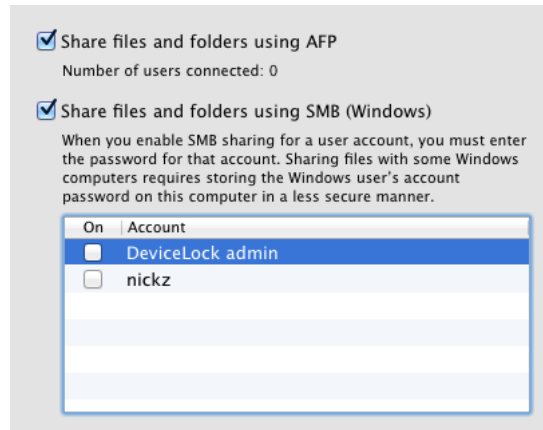 Share files and folders using AFP
Number of users connected: 0
Share files and folders using SMB (Windows)
When you enable SMB sharing for a user account, you must enter
the password for that account. Sharing files with some Windows
computers requires storing the Windows user's account
password on this computer in a less secure manner.
On Account
DeviceLock admin
nickz